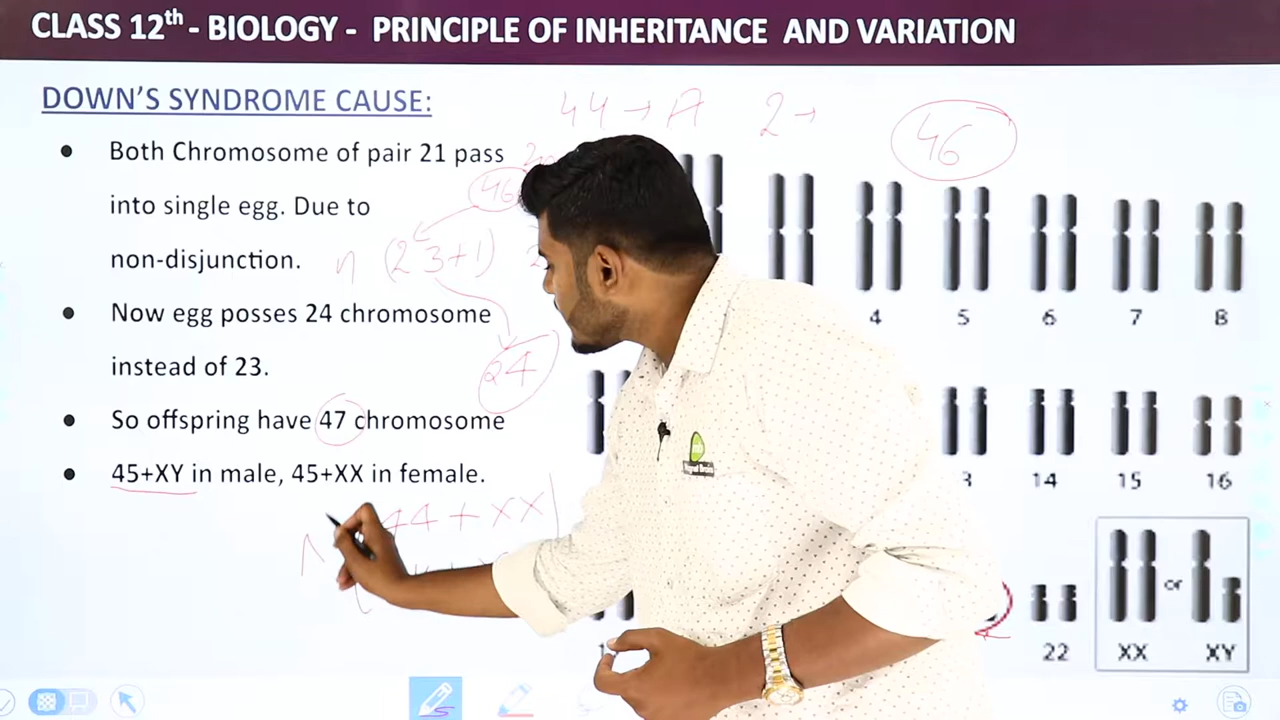 CLASS 12th - BIOLOGY - PRINCIPLE OF INHERITANCE AND VARIATION
DOWN'S SYNDROME CAUSE:
44 → A 2 →
46
Both Chromosome of pair 21 pass
46
into single egg. Due to
n (23+1)
non-disjunction.
Now egg posses 24 chromosome
24
instead of 23.
So offspring have 47 chromosome
45+XY in male, 45+XX in female.
44 + XX
4 5 6 7 8
3 14 15 16
or
22 XX XY